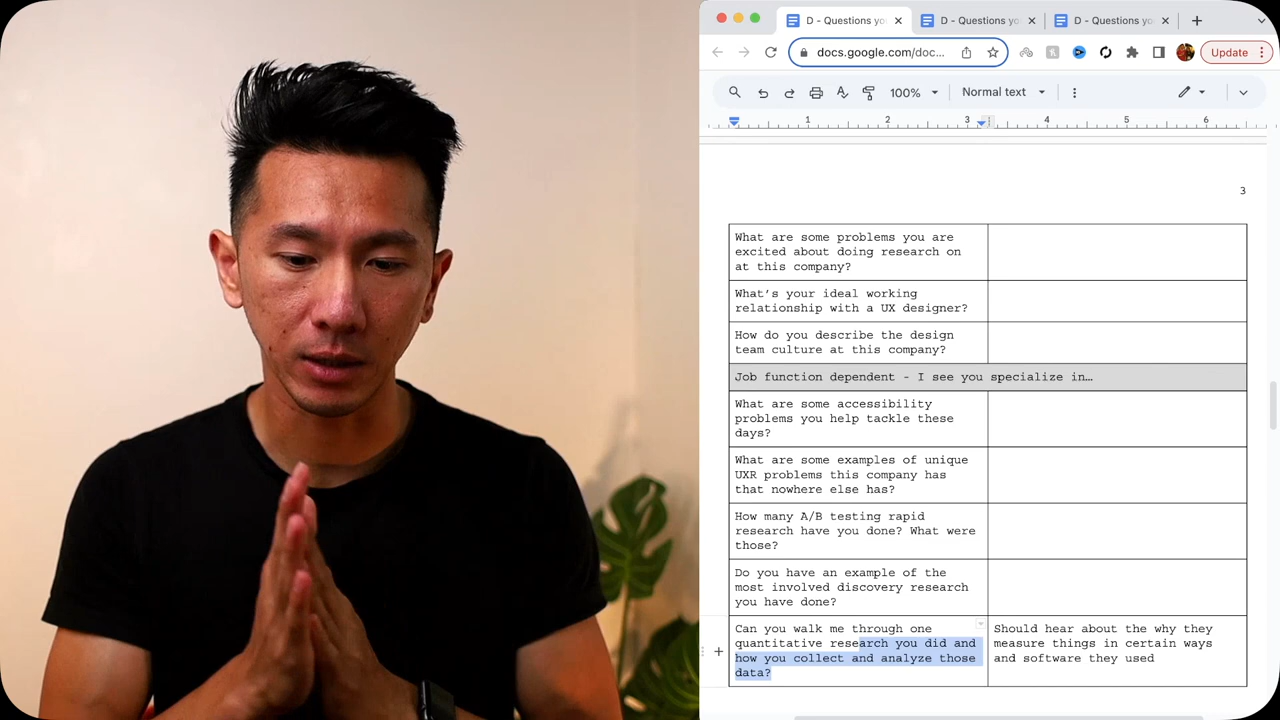 D - Questions yo
D - Questions yo
D - Questions yo
docs.google.com/doc...
Update
100%
Normal text
1 2 3 4 5 6
3
What are some problems you are
excited about doing research on
at this company?
What's your ideal working
relationship with a UX designer?
How do you describe the design
team culture at this company?
Job function dependent - I see you specialize in…
What are some accessibility
problems you help tackle these
days?
What are some examples of unique
UXR problems this company has
that nowhere else has?
How many A/B testing rapid
research have you done? What were
those?
Do you have an example of the
most involved discovery research
you have done?
Can you walk me through one
quantitative research you did and
how you collect and analyze those
data?
Should hear about the why they
measure things in certain ways
and software they used